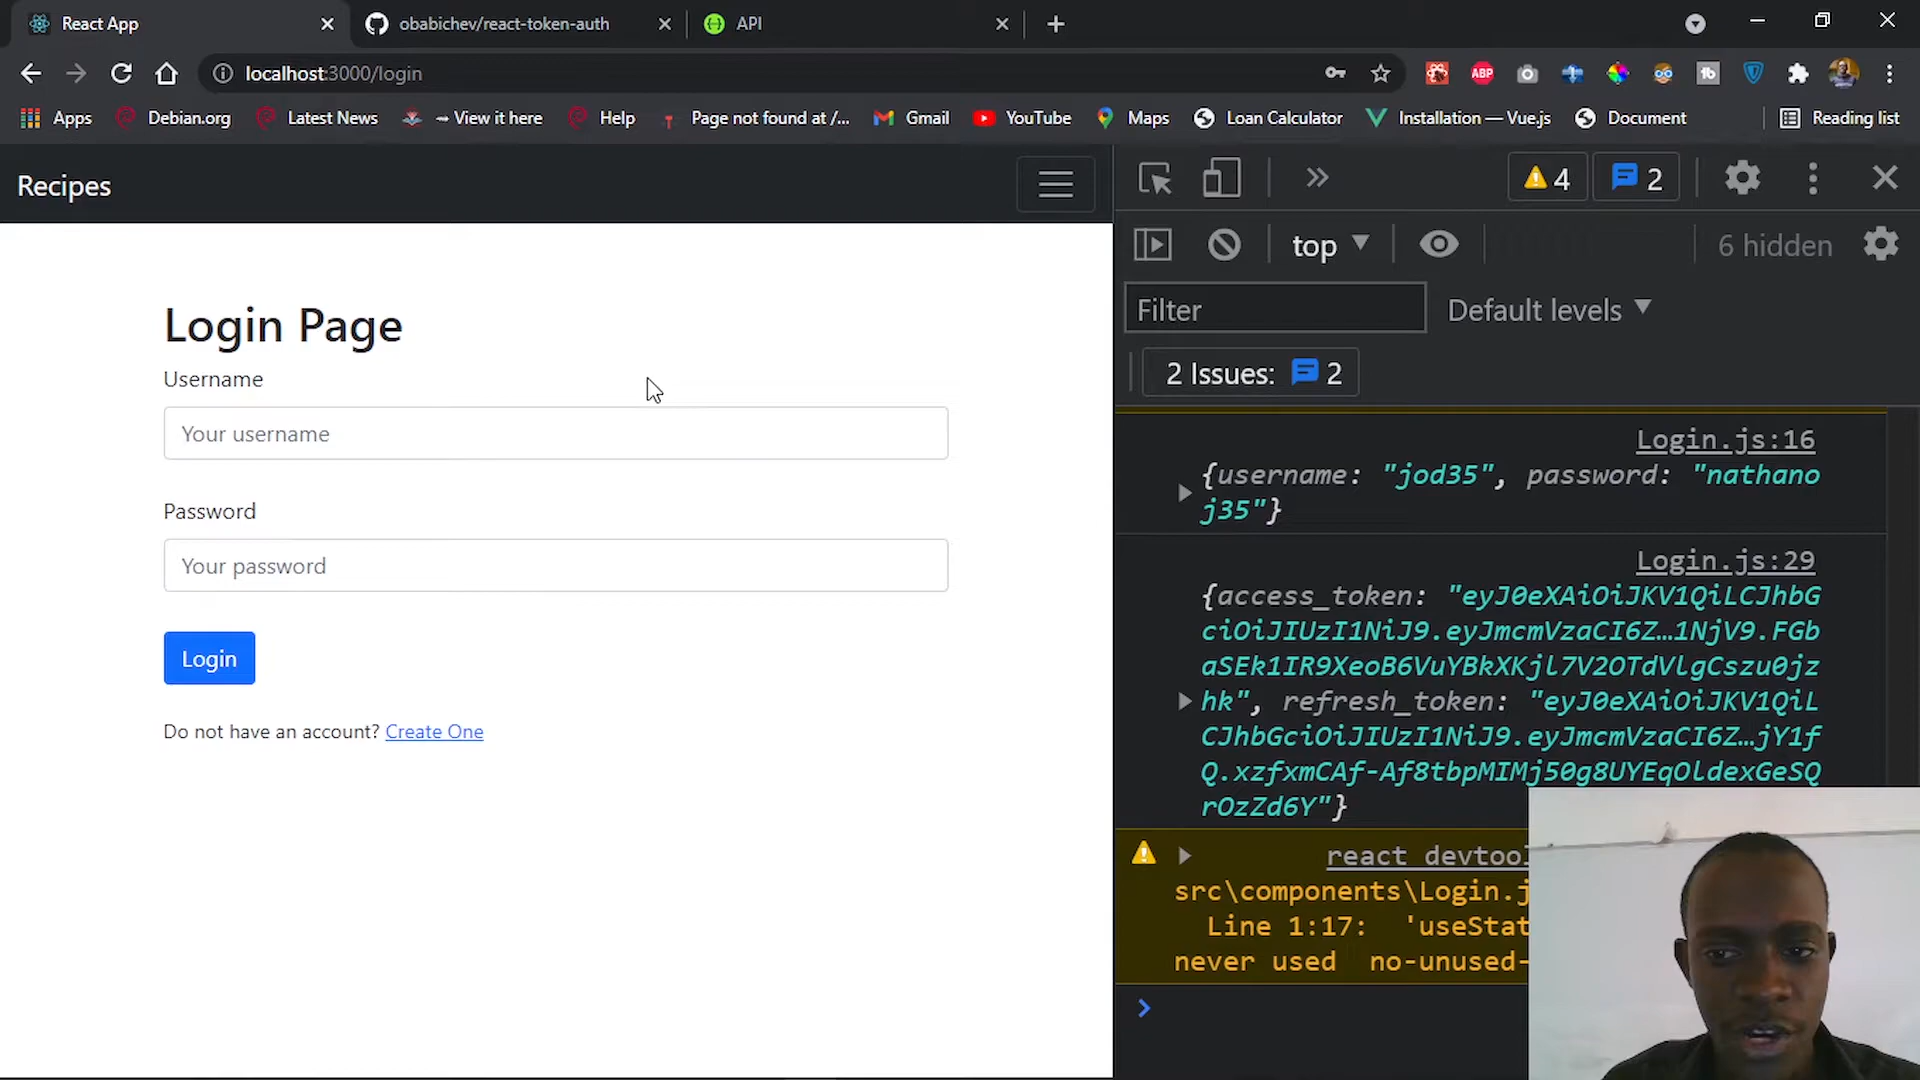 React App
obabichev/react-token-auth
API
localhost:3000/login
ABP
Apps
Debian.org
Latest News
View it here
Help
Page not found at /...
Gmail
YouTube
Maps
Loan Calculator
Installation — Vue.js
Document
Reading list
Recipes
4
2
top
6 hidden
Filter
Default levels
2 Issues:
2
Login Page
Username
Your username
Password
Your password
Login
Do not have an account? Create One
Login.js:16
{username: "jod35", password: "nathano
j35"}
Login.js:29
{access_token: "eyJ0eXAiOiJKV1QiLCJhbG
ciOiJIUzI1NiJ9.eyJmcmVzaCI6Z…1NjV9.FGb
aSEk1IR9XeoB6VuYBkXKjl7V2OTdVlgCszu0jz
hk", refresh_token: "eyJ0eXAiOiJKV1QiL
CJhbGciOiJIUzI1NiJ9.eyJmcmVzaCI6Z…jY1f
Q.xzfxmCAf-Af8tbpMIMj50g8UYEqOldexGeSQ
rOzZd6Y"}
react devtool
src\components\Login.j
Line 1:17: 'useStat
never used no-unused-